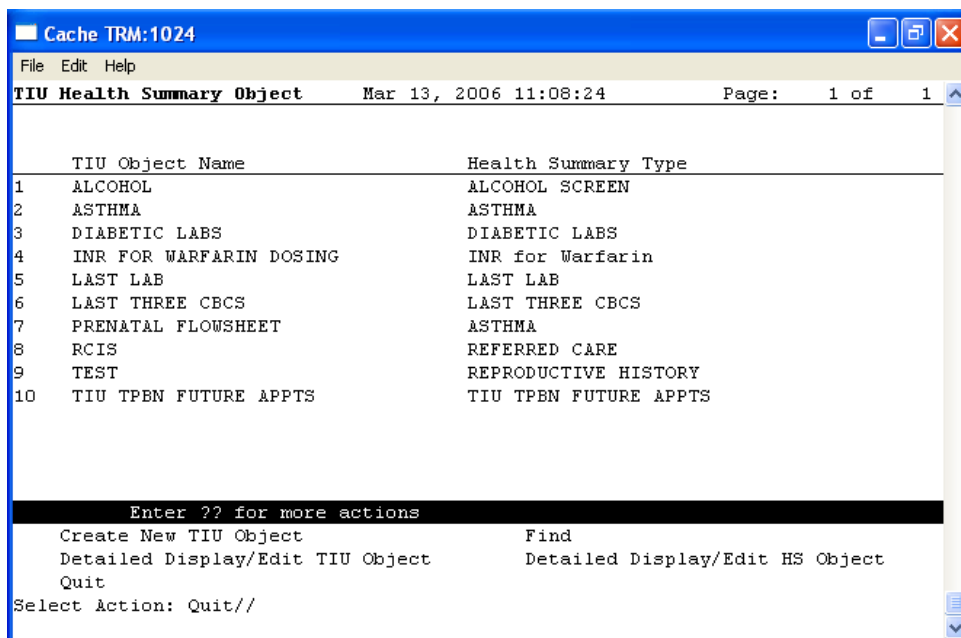 Cache TRM:1024
File Edit Help
TIU Health Summary Object Mar 13, 2006 11:08:24 Page: 1 of 1
TIU Object Name Health Summary Type
1 ALCOHOL ALCOHOL SCREEN
2 ASTHMA ASTHMA
3 DIABETIC LABS DIABETIC LABS
4 INR FOR WARFARIN DOSING INR for Warfarin
5 LAST LAB LAST LAB
6 LAST THREE CBCS LAST THREE CBCS
7 PRENATAL FLOWSHEET ASTHMA
8 RCIS REFERRED CARE
9 TEST REPRODUCTIVE HISTORY
10 TIU TPBN FUTURE APPTS TIU TPBN FUTURE APPTS
Enter ?? for more actions
Create New TIU Object Find
Detailed Display/Edit TIU Object Detailed Display/Edit HS Object
Quit
Select Action: Quit//